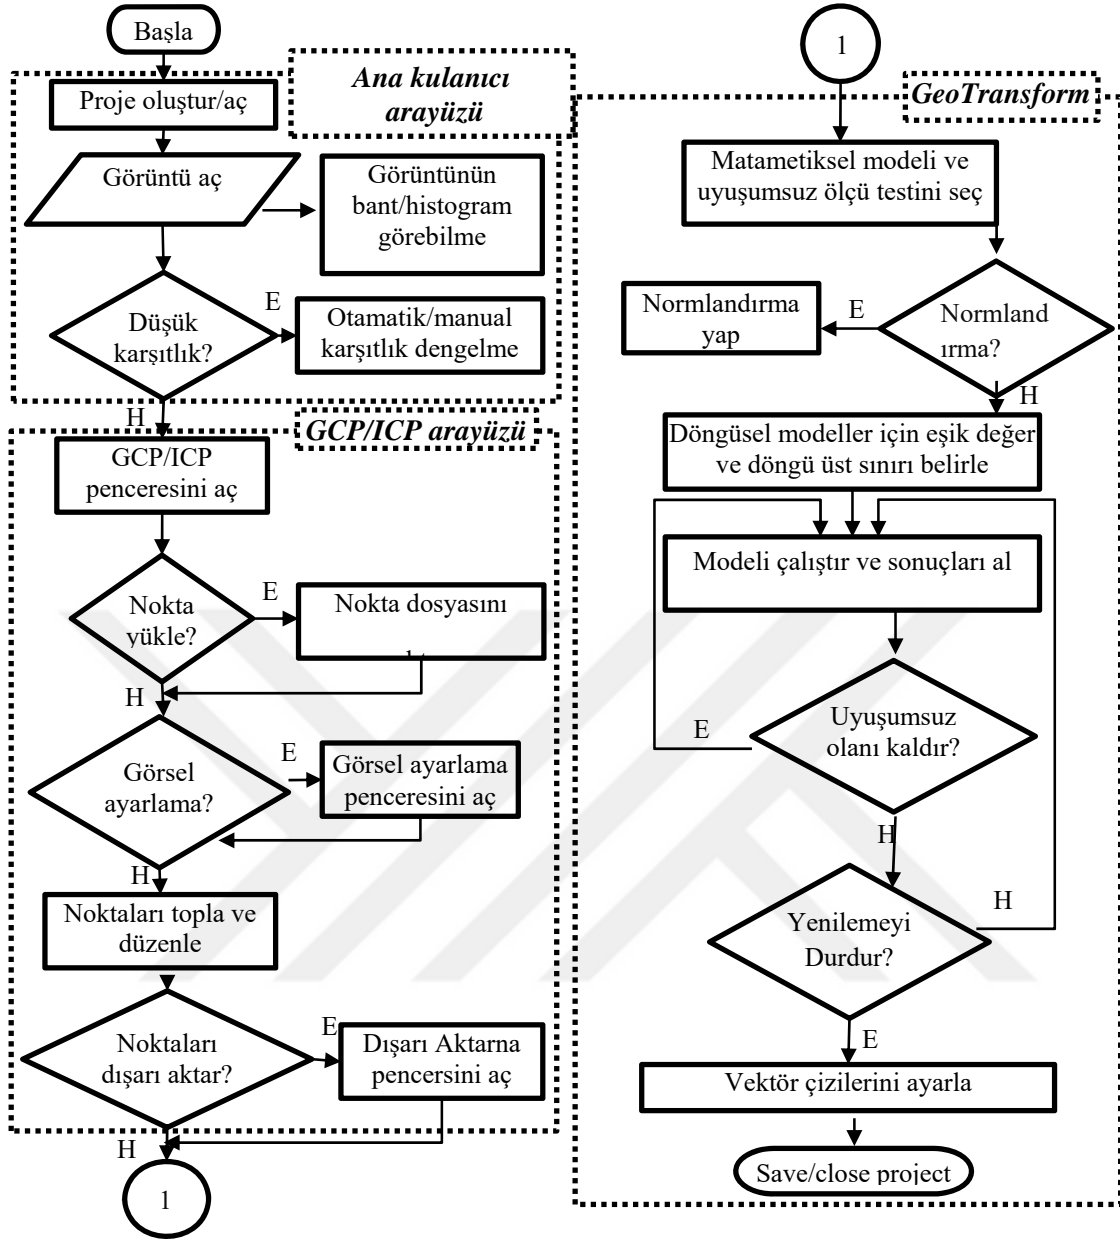 Başla
Ana kulanıcı
arayüzü
Proje oluştur/aç
Görüntü aç
Görüntünün
bant/histogram
görebilme
Düşük
karşıtlık?
E
Otamatik/manual
karşıtlık dengelme
H
GCP/ICP arayüzü
GCP/ICP
penceresini aç
Nokta
yükle?
E
Nokta dosyasını
H
Görsel
ayarlama?
E
Görsel ayarlama
penceresini aç
H
Noktaları topla ve
düzenle
Noktaları
dışarı aktar?
E
Dışarı Aktarna
pencersini aç
H
1
1
GeoTransform
Matametiksel modeli ve
uyuşumsuz ölçü testini seç
Normland
ırma?
E
Normlandırma
yap
H
Döngüsel modeller için eşik değer
ve döngü üst sınırı belirle
Modeli çalıştır ve sonuçları al
Uyuşumsuz
olanı kaldır?
E
H
Yenilemeyi
Durdur?
H
E
Vektör çizilerini ayarla
Save/close project